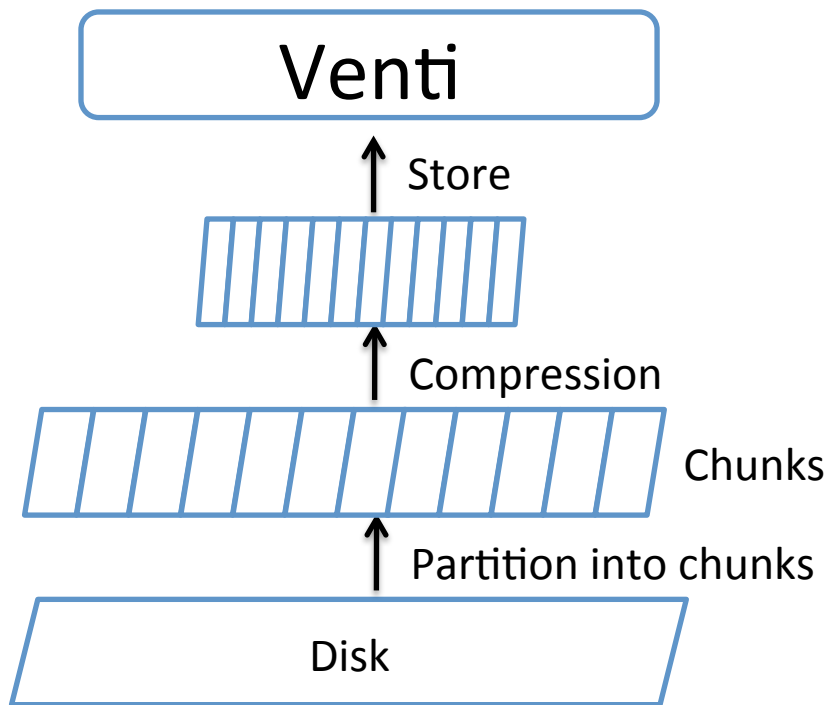 Venti
Store
Compression
Chunks
Partition into chunks
Disk